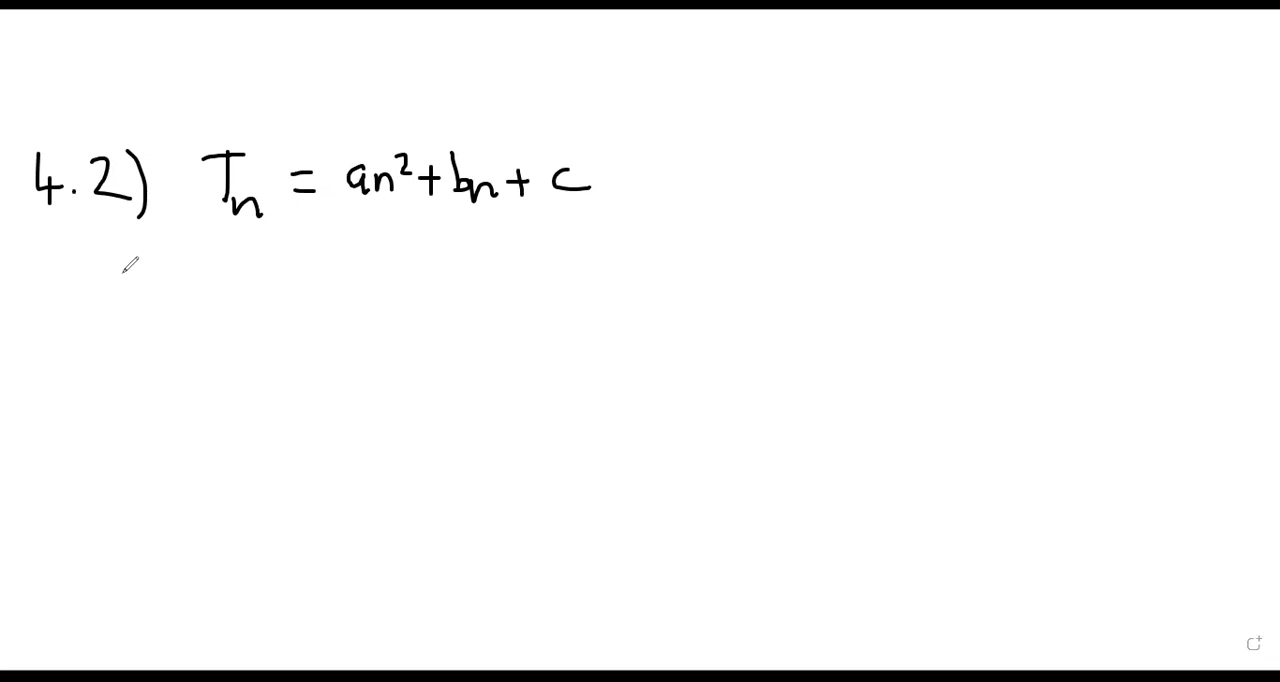 4.2) Tₙ = an² + bn + c